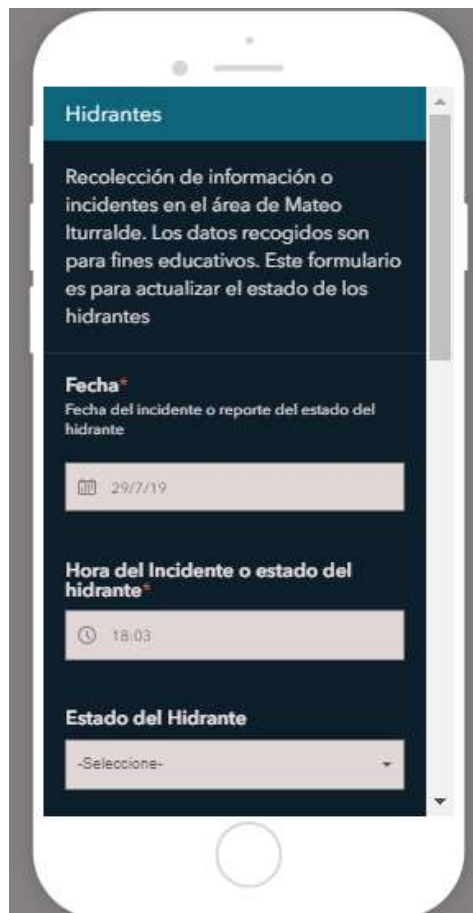 Hidrantes
Recolección de información o
incidentes en el área de Mateo
Iturralde. Los datos recogidos son
para fines educativos. Este formulario
es para actualizar el estado de los
hidrantes
Fecha*
Fecha del incidente o reporte del estado del
hidrante
29/7/19
Hora del Incidente o estado del
hidrante*
18:03
Estado del Hidrante
-Seleccione-